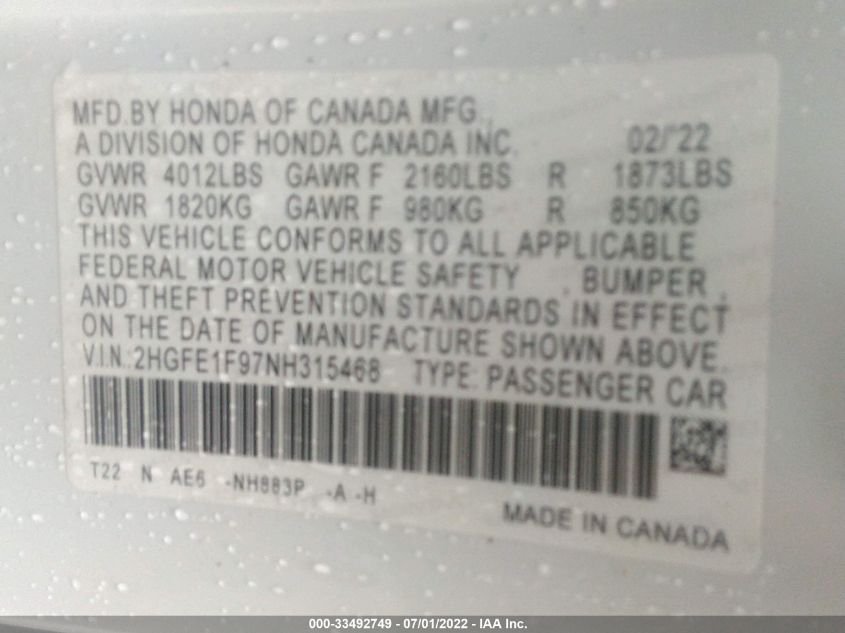 MFD.BY HONDA OF CANADA MFG.,
A DIVISION OF HONDA CANADA INC. 02/'22
GVWR 4012LBS GAWR F 2160LBS R 1873LBS
GVWR 1820KG GAWR F 980KG R 850KG
THIS VEHICLE CONFORMS TO ALL APPLICABLE
FEDERAL MOTOR VEHICLE SAFETY , BUMPER ,
AND THEFT PREVENTION STANDARDS IN EFFECT
ON THE DATE OF MANUFACTURE SHOWN ABOVE.
V.I.N.:2HGFE1F97NH315468 TYPE: PASSENGER CAR
T22 N AE6 -NH883P -A -H
MADE IN CANADA
000-33492749 - 07/01/2022 - IAA Inc.